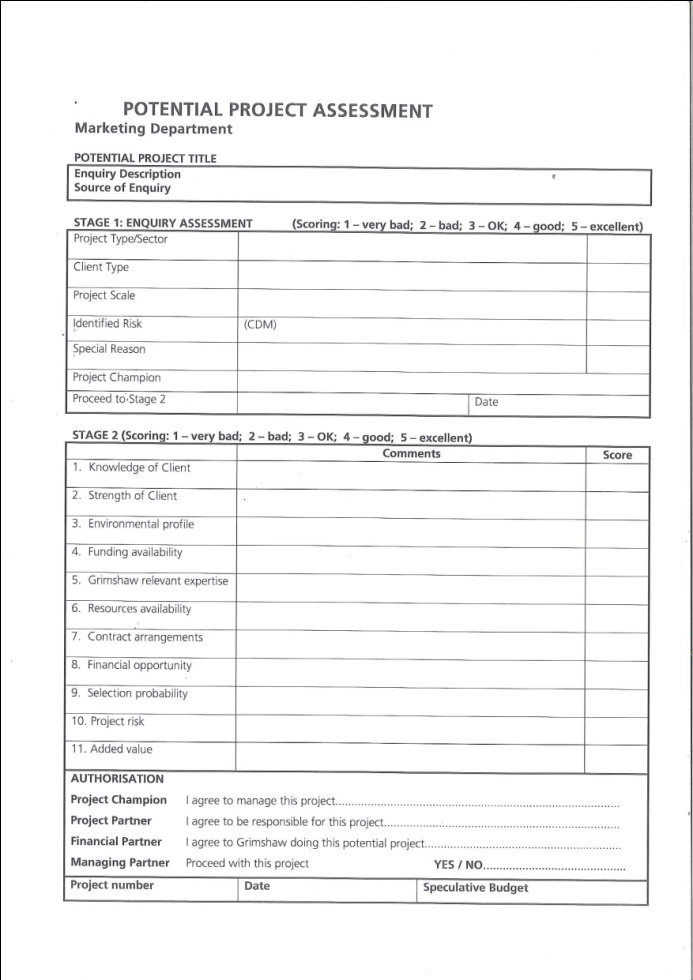 POTENTIAL PROJECT ASSESSMENT
Marketing Department
POTENTIAL PROJECT TITLE
Enquiry Description
Source of Enquiry
STAGE 1: ENQUIRY ASSESSMENT (Scoring: 1 – very bad; 2 – bad; 3 – OK; 4 – good; 5 – excellent)
Project Type/Sector
Client Type
Project Scale
Identified Risk (CDM)
Special Reason
Project Champion
Proceed to Stage 2 Date
STAGE 2 (Scoring: 1 – very bad; 2 – bad; 3 – OK; 4 – good; 5 – excellent)
Comments Score
1. Knowledge of Client
2. Strength of Client
3. Environmental profile
4. Funding availability
5. Grimshaw relevant expertise
6. Resources availability
7. Contract arrangements
8. Financial opportunity
9. Selection probability
10. Project risk
11. Added value
AUTHORISATION
Project Champion I agree to manage this project......................................................................
Project Partner I agree to be responsible for this project..........................................................
Financial Partner I agree to Grimshaw doing this potential project................................................
Managing Partner Proceed with this project YES / NO...................................
Project number Date Speculative Budget